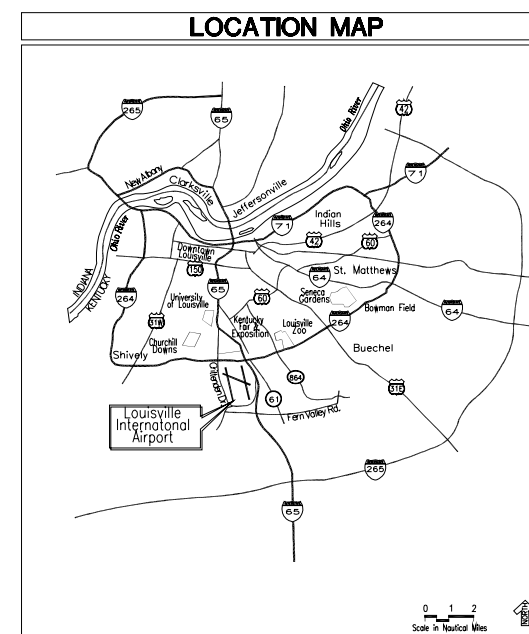 LOCATION MAP
265
65
42
Ohio River
71
New Albany
Clarksville
Jeffersonville
Indian
Hills
264
71
42
60
Ohio River
Downtown
Louisville
150
St. Matthews
64
INDIANA
KENTUCKY
264
University
of Louisville
65
60
Seneca
Gardens
Bowman Field
64
31W
Kentucky
Fair &
Exposition
Louisville
Zoo
264
Churchill
Downs
Shively
Buechel
Crittenden
864
31E
61
Fern Valley Rd.
Louisville
Internatonal
Airport
265
65
0 1 2
Scale in Nautical Miles
NORTH